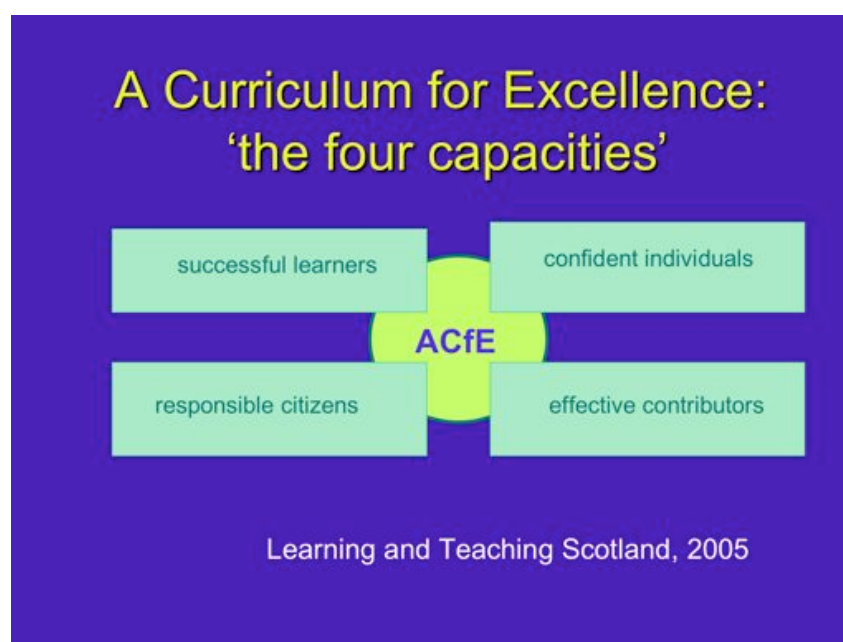 A Curriculum for Excellence:
‘the four capacities’
successful learners
confident individuals
ACfE
responsible citizens
effective contributors
Learning and Teaching Scotland, 2005